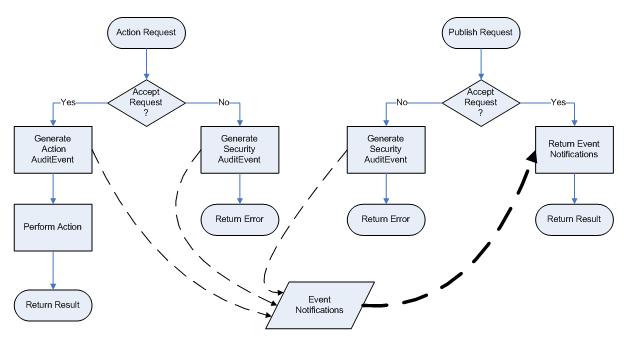 Action Request
Publish Request
Accept
Request
?
Yes
No
Accept
Request
?
No
Yes
Generate
Action
AuditEvent
Generate
Security
AuditEvent
Generate
Security
AuditEvent
Return Event
Notifications
Perform Action
Return Error
Return Error
Return Result
Event
Notifications
Return Result